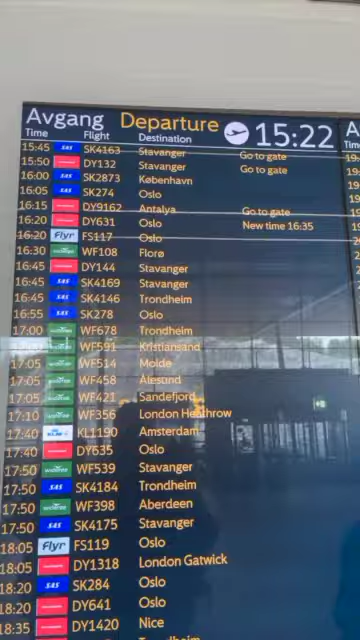 Avgang Departure 15:22
Time Flight Destination
15:45 SAS SK4163 Stavanger Go to gate
15:50 DY132 Stavanger Go to gate
16:00 SAS SK2873 København
16:05 SAS SK274 Oslo
16:15 DY9162 Antalya Go to gate
16:20 DY631 Oslo New time 16:35
16:20 Flyr FS117 Oslo
16:30 WF108 Florø
16:45 DY144 Stavanger
16:45 SAS SK4169 Stavanger
16:45 SAS SK4146 Trondheim
16:55 SAS SK278 Oslo
17:00 WF678 Trondheim
WF591 Kristiansand
17:05 WF514 Molde
17:05 WF458 Ålesund
17:05 WF421 Sandefjord
17:10 WF356 London Heathrow
17:40 KLM KL1190 Amsterdam
17:40 DY635 Oslo
17:50 WF539 Stavanger
17:50 SAS SK4184 Trondheim
17:50 WF398 Aberdeen
17:50 SAS SK4175 Stavanger
18:05 Flyr FS119 Oslo
18:05 DY1318 London Gatwick
18:20 SAS SK284 Oslo
18:20 DY641 Oslo
18:35 DY1420 Nice